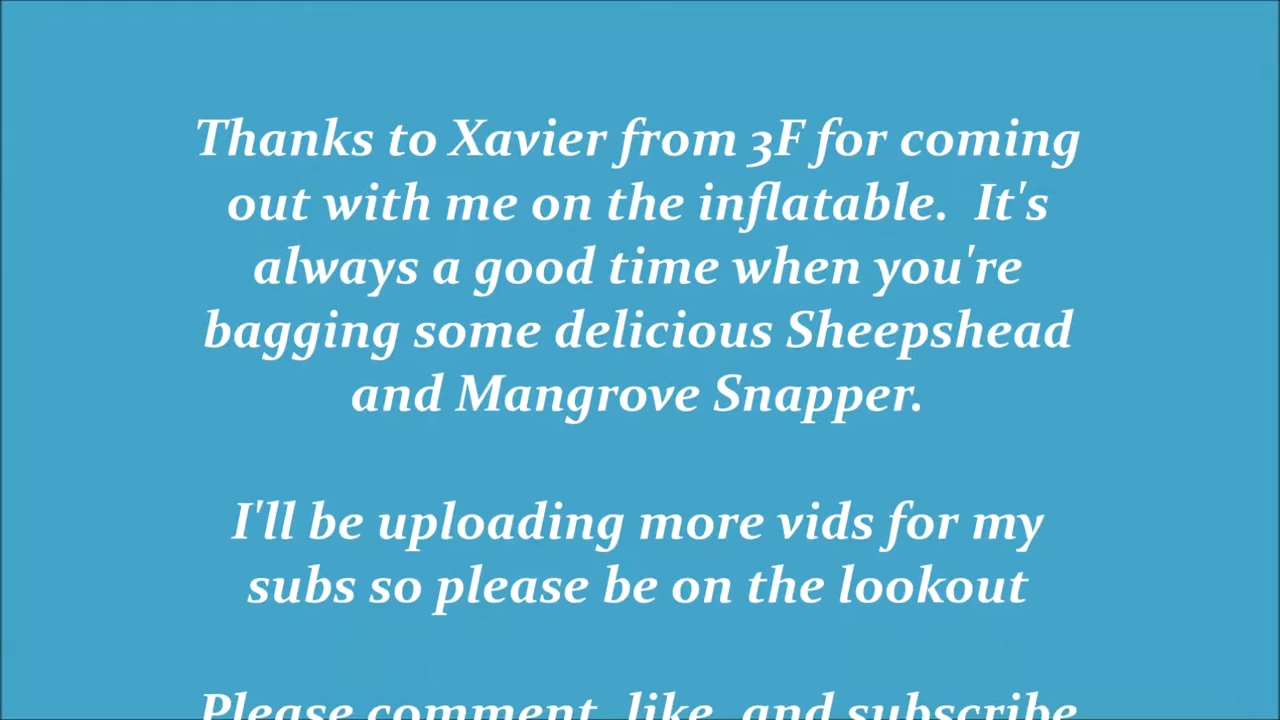 Thanks to Xavier from 3F for coming
out with me on the inflatable.  It's
always a good time when you're
bagging some delicious Sheepshead
and Mangrove Snapper.
I'll be uploading more vids for my
subs so please be on the lookout
Please comment, like, and subscribe